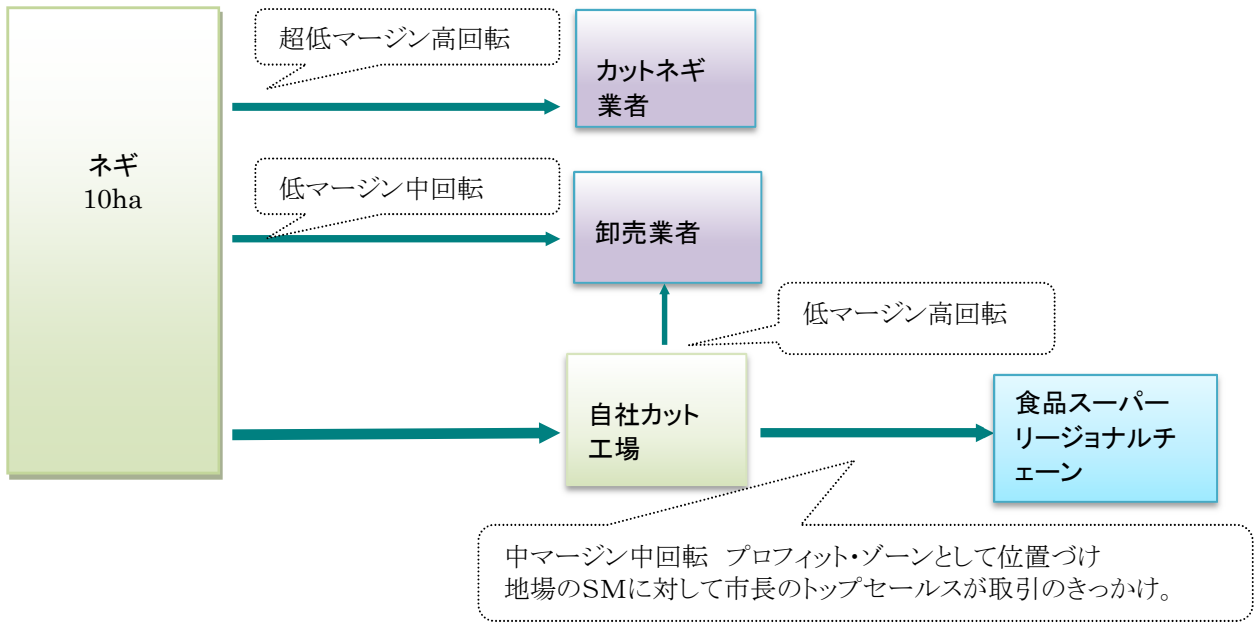 超低マージン高回転
カットネギ
業者
ネギ
10ha
低マージン中回転
卸売業者
低マージン高回転
自社カット
工場
食品スーパー
リージョナルチ
ェーン
中マージン中回転 プロフィット・ゾーンとして位置づけ
地場のSMに対して市長のトップセールスが取引のきっかけ。